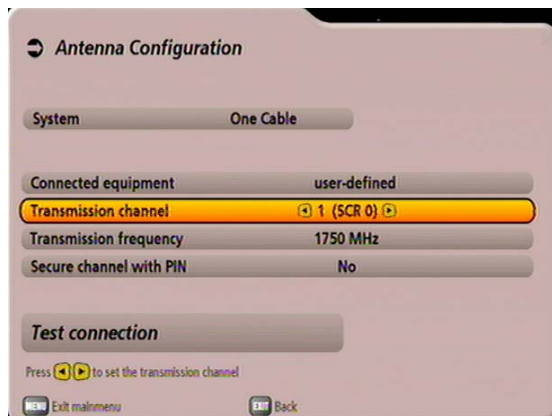 Antenna Configuration
System One Cable
Connected equipment user-defined
Transmission channel 1 (SCR 0)
Transmission frequency 1750 MHz
Secure channel with PIN No
Test connection
Press to set the transmission channel
MENU Exit mainmenu EXIT Back